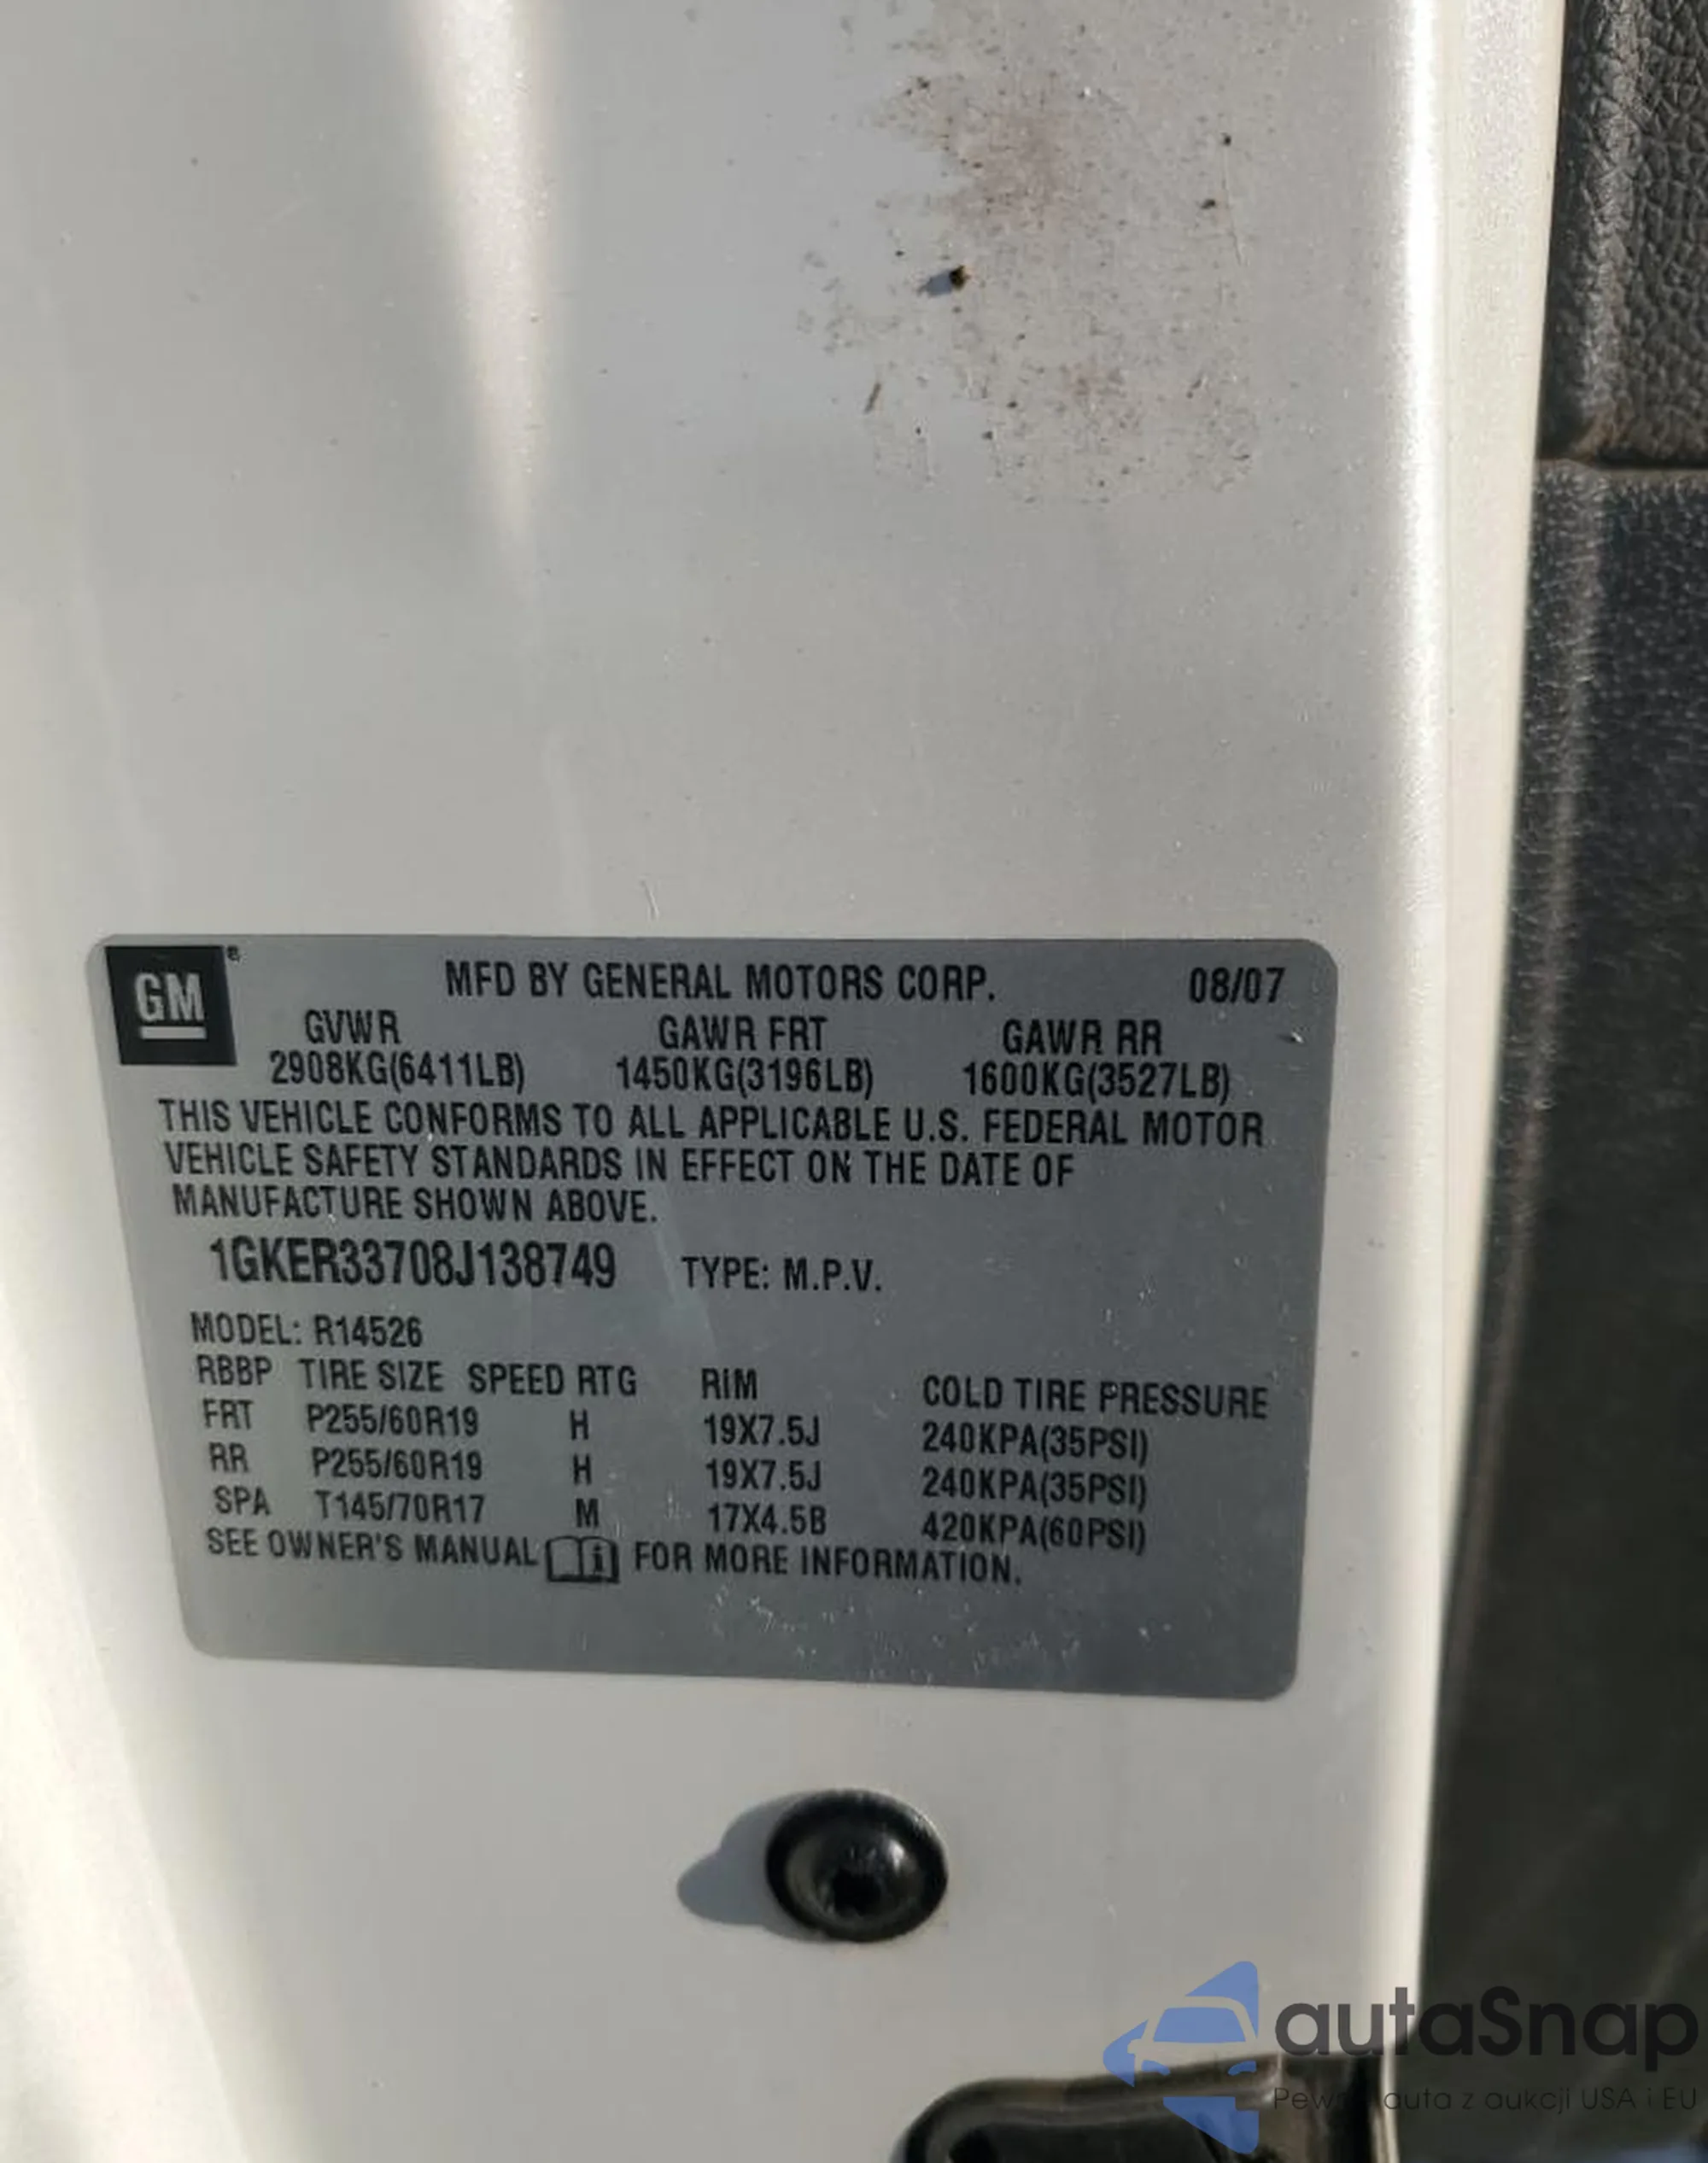 GM®
MFD BY GENERAL MOTORS CORP. 08/07
GVWR GAWR FRT GAWR RR
2908KG(6411LB) 1450KG(3196LB) 1600KG(3527LB)
THIS VEHICLE CONFORMS TO ALL APPLICABLE U.S. FEDERAL MOTOR
VEHICLE SAFETY STANDARDS IN EFFECT ON THE DATE OF
MANUFACTURE SHOWN ABOVE.
1GKER33708J138749 TYPE: M.P.V.
MODEL: R14526
RBBP TIRE SIZE SPEED RTG RIM COLD TIRE PRESSURE
FRT P255/60R19 H 19X7.5J 240KPA(35PSI)
RR P255/60R19 H 19X7.5J 240KPA(35PSI)
SPA T145/70R17 M 17X4.5B 420KPA(60PSI)
SEE OWNER'S MANUAL i FOR MORE INFORMATION.
autaSnap
auta z aukcji USA i EU